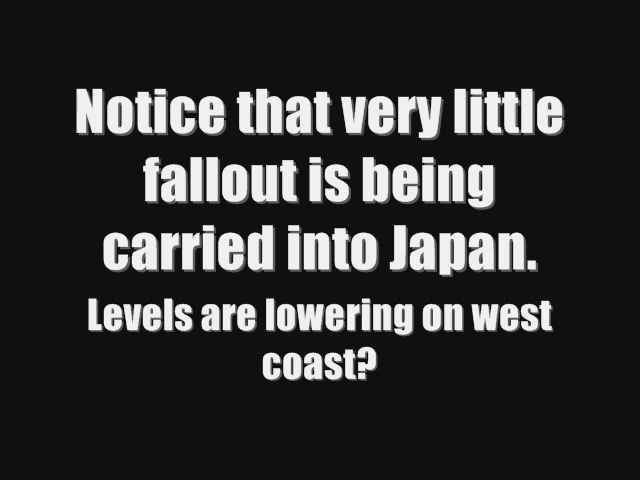 Notice that very little
fallout is being
carried into Japan.
Levels are lowering on west
coast?